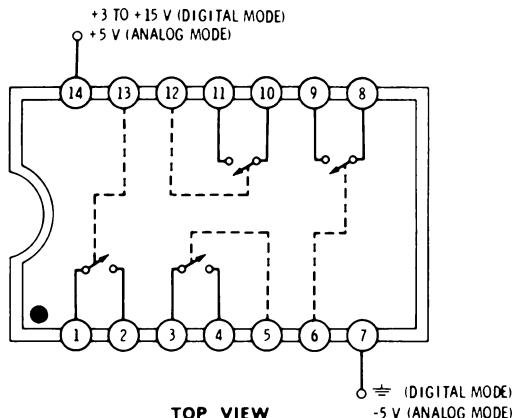 +3 TO +15 V (DIGITAL MODE)
+5 V (ANALOG MODE)
14 13 12 11 10 9 8
1 2 3 4 5 6 7
(DIGITAL MODE)
-5 V (ANALOG MODE)
TOP VIEW